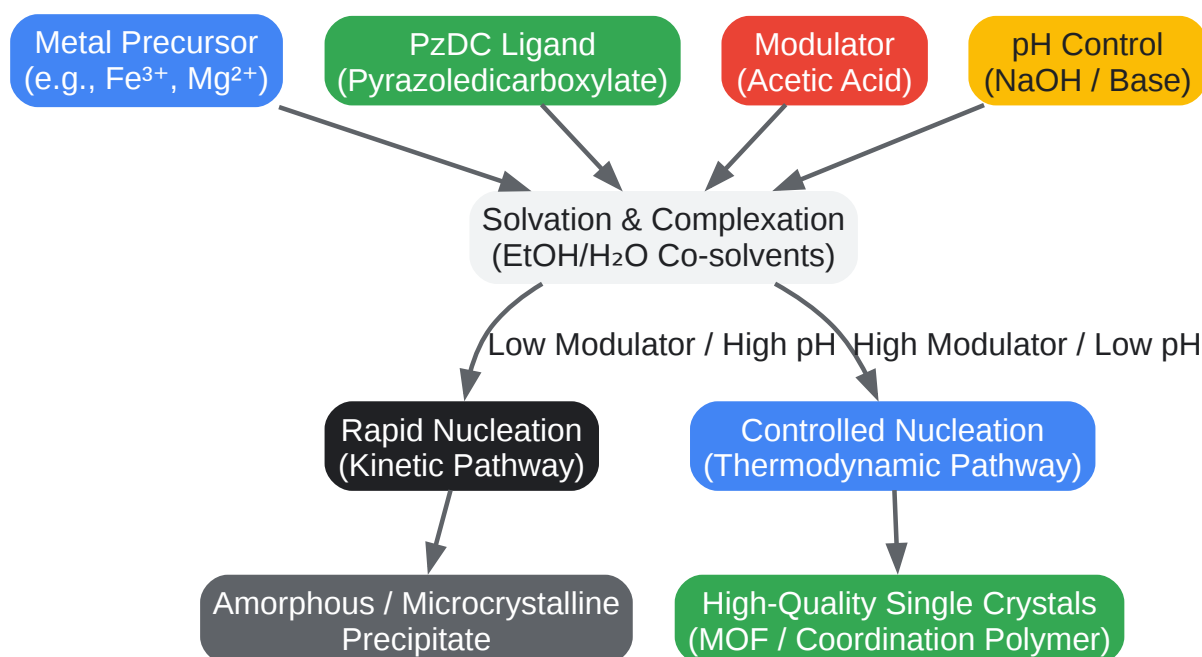 Metal Precursor
(e.g., Fe³⁺, Mg²⁺)
PzDC Ligand
(Pyrazoledicarboxylate)
Modulator
(Acetic Acid)
pH Control
(NaOH / Base)
Solvation & Complexation
(EtOH/H₂O Co-solvents)
Low Modulator / High pH
High Modulator / Low pH
Rapid Nucleation
(Kinetic Pathway)
Controlled Nucleation
(Thermodynamic Pathway)
Amorphous / Microcrystalline
Precipitate
High-Quality Single Crystals
(MOF / Coordination Polymer)